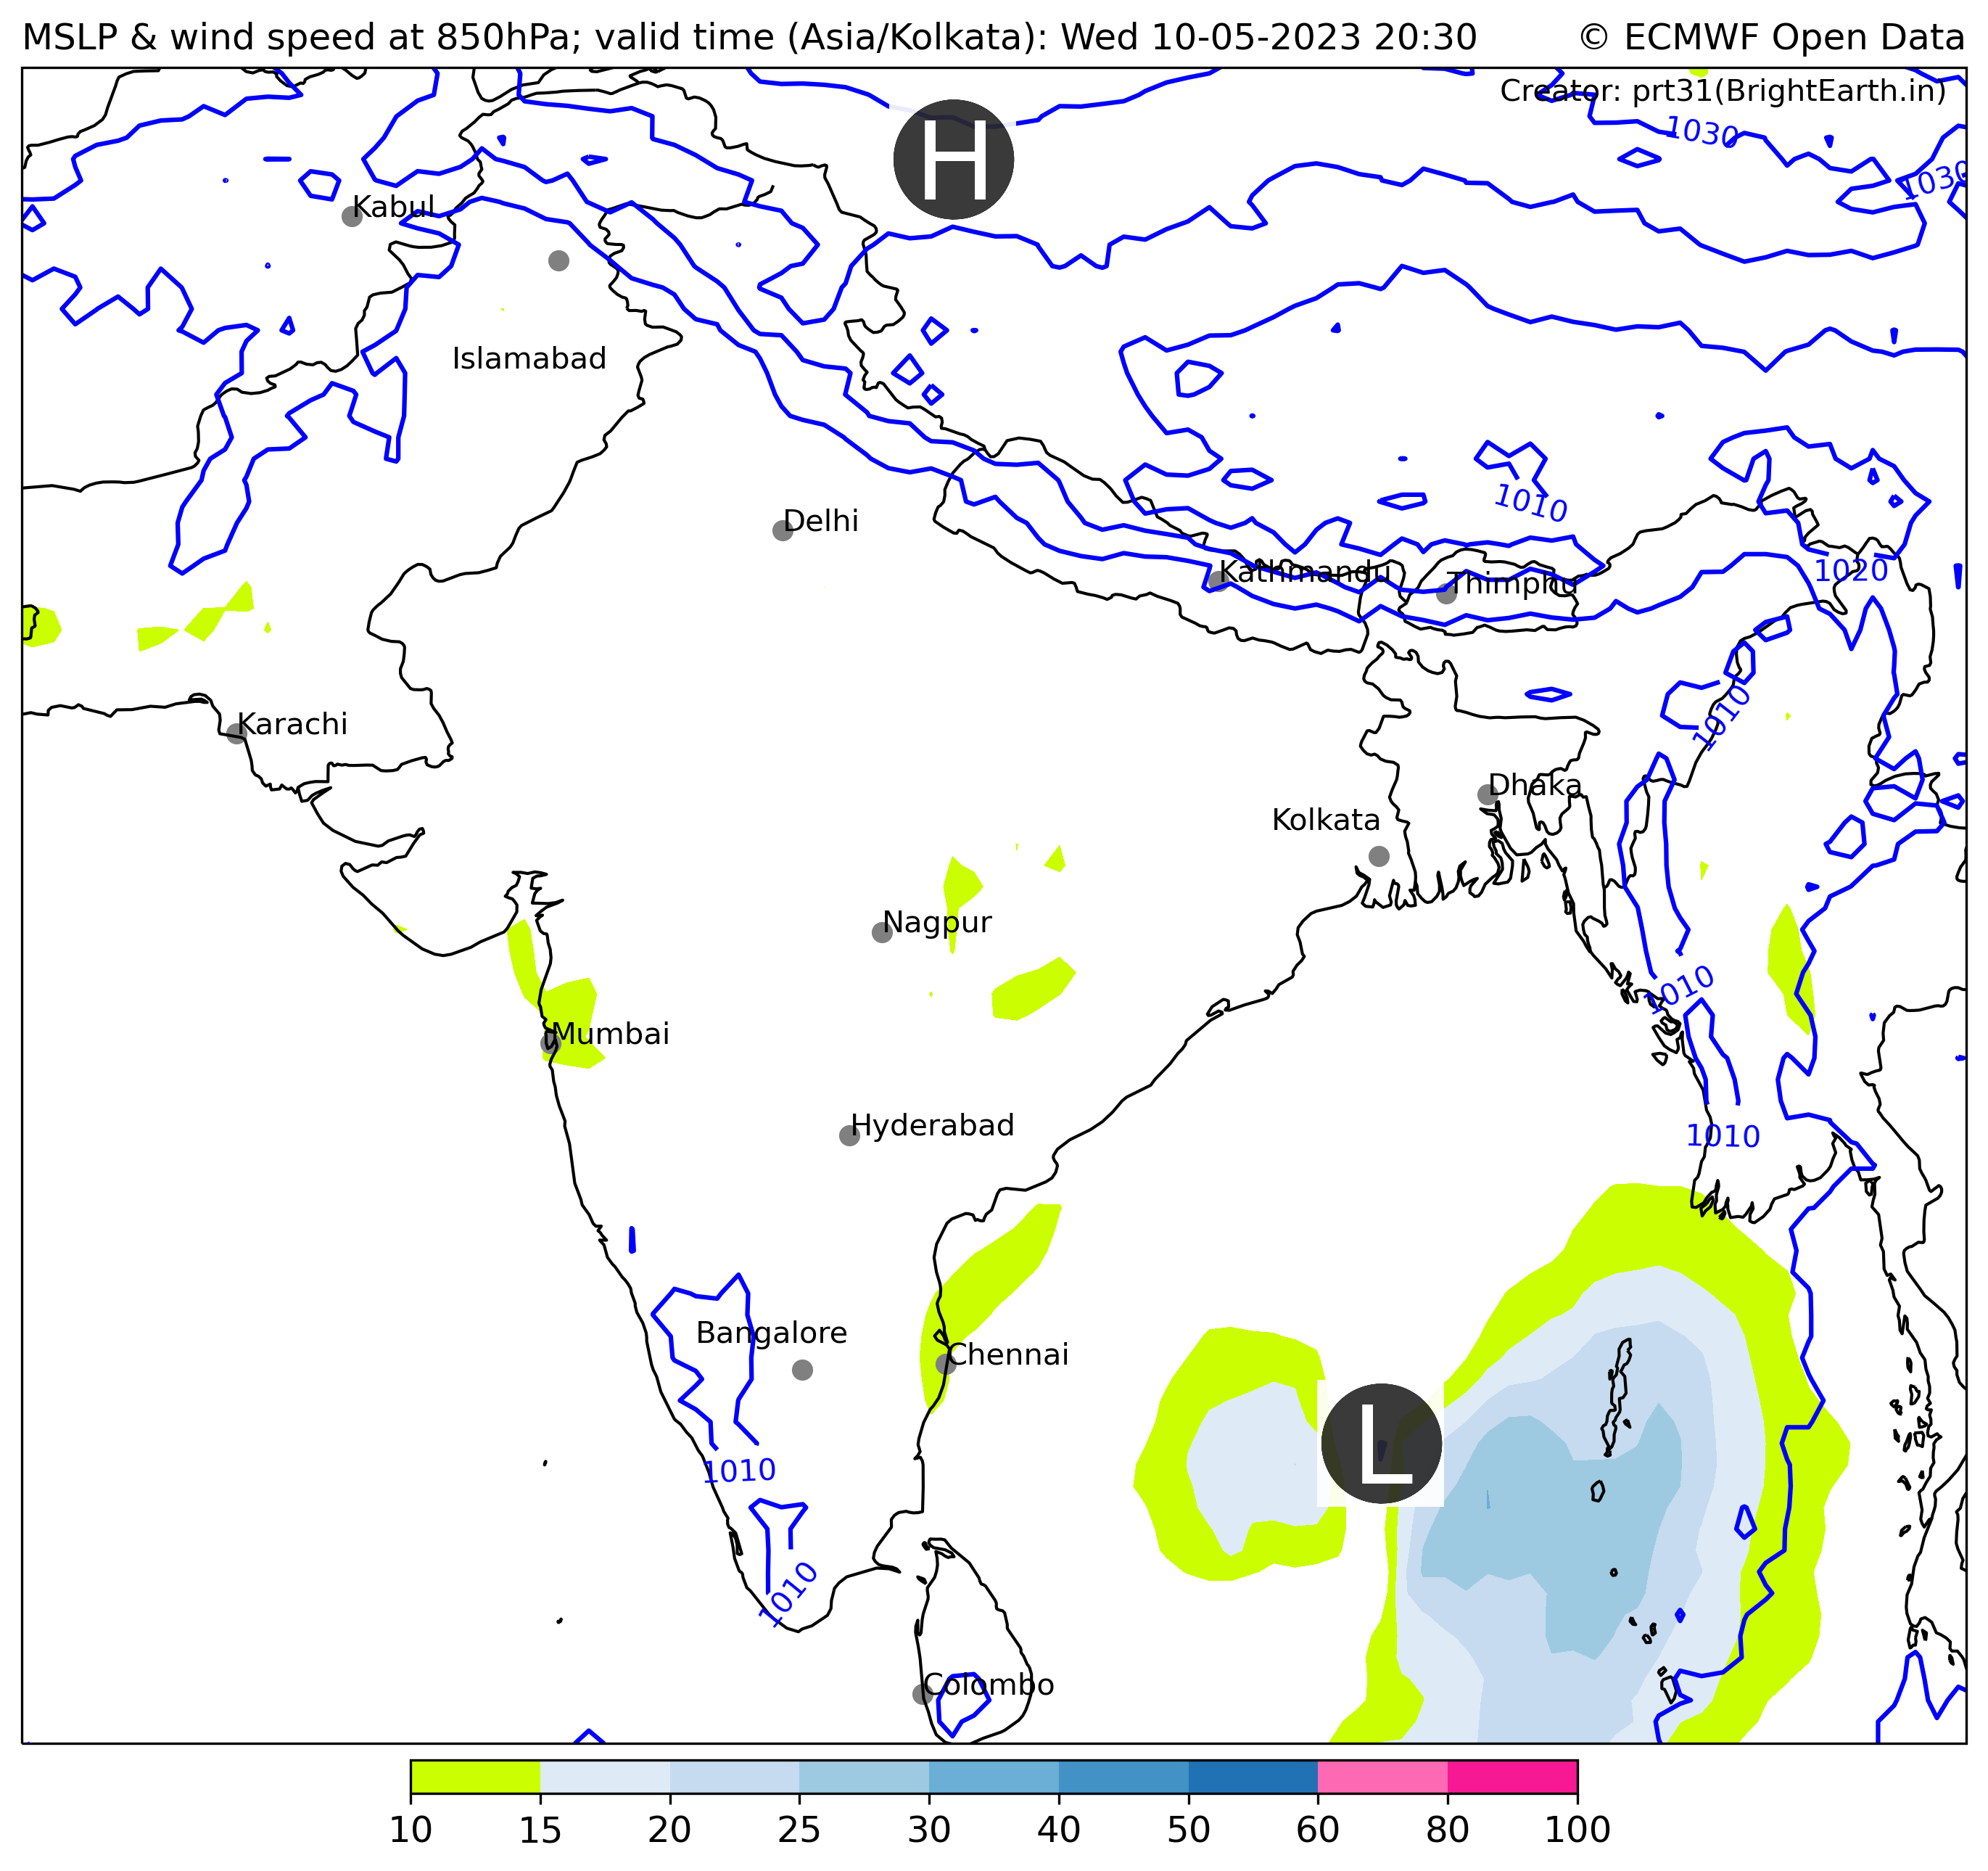 MSLP & wind speed at 850hPa; valid time (Asia/Kolkata): Wed 10-05-2023 20:30 © ECMWF Open Data
Creator: prt31(BrightEarth.in)
H
1030
1030
Kabul
Islamabad
1010
Delhi
Kathmandu
Thimphu
1020
Karachi
1010
Dhaka
Kolkata
Nagpur
1010
Mumbai
Hyderabad
1010
Bangalore
Chennai
L
1010
1010
Colombo
10 15 20 25 30 40 50 60 80 100